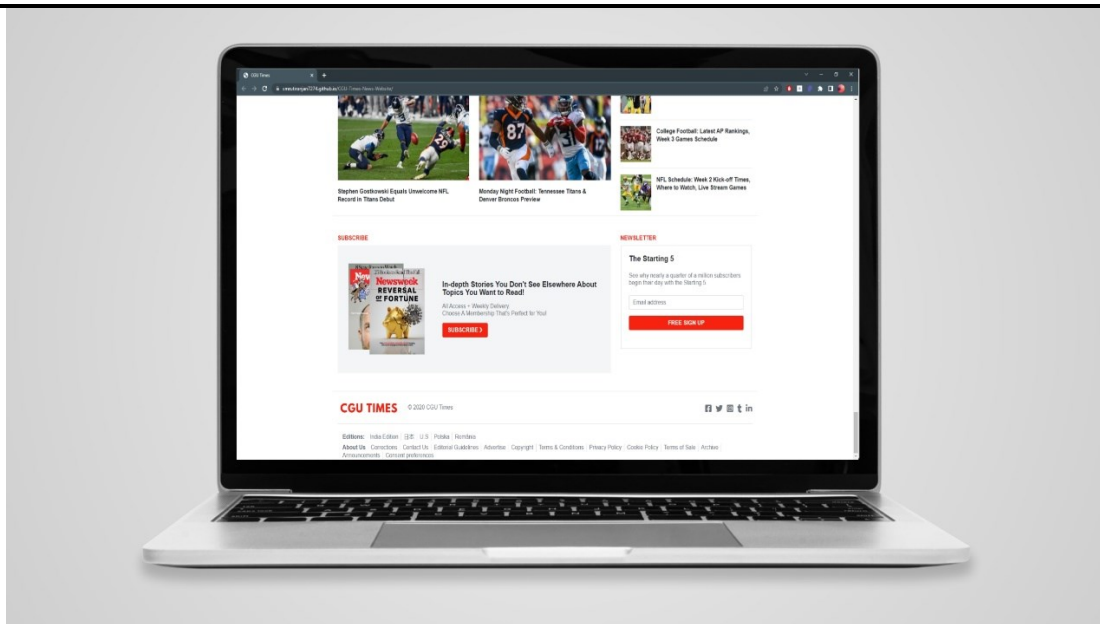 CGU Times
College Football: Latest AP Rankings,
Week 3 Games Schedule
NFL Schedule: Week 2 Kick-off Times,
Where to Watch, Live Stream Games
Stephen Gostkowski Equals Unwelcome NFL
Record in Titans Debut
Monday Night Football: Tennessee Titans &
Denver Broncos Preview
SUBSCRIBE
Newsweek
REVERSAL
OF FORTUNE
In-depth Stories You Don't See Elsewhere About
Topics You Want to Read!
All Access • Weekly Delivery
Choose A Membership That's Perfect for You!
SUBSCRIBE ❯
NEWSLETTER
The Starting 5
See why nearly a quarter of a million subscribers
begin their day with the Starting 5.
Email address
FREE SIGN UP
CGU TIMES © 2020 CGU Times
Editions: India Edition 日本 U.S Polska România
About Us Corrections Contact Us Editorial Guidelines Advertise Copyright Terms & Conditions Privacy Policy Cookie Policy Terms of Sale Archive
Announcements Consent preferences